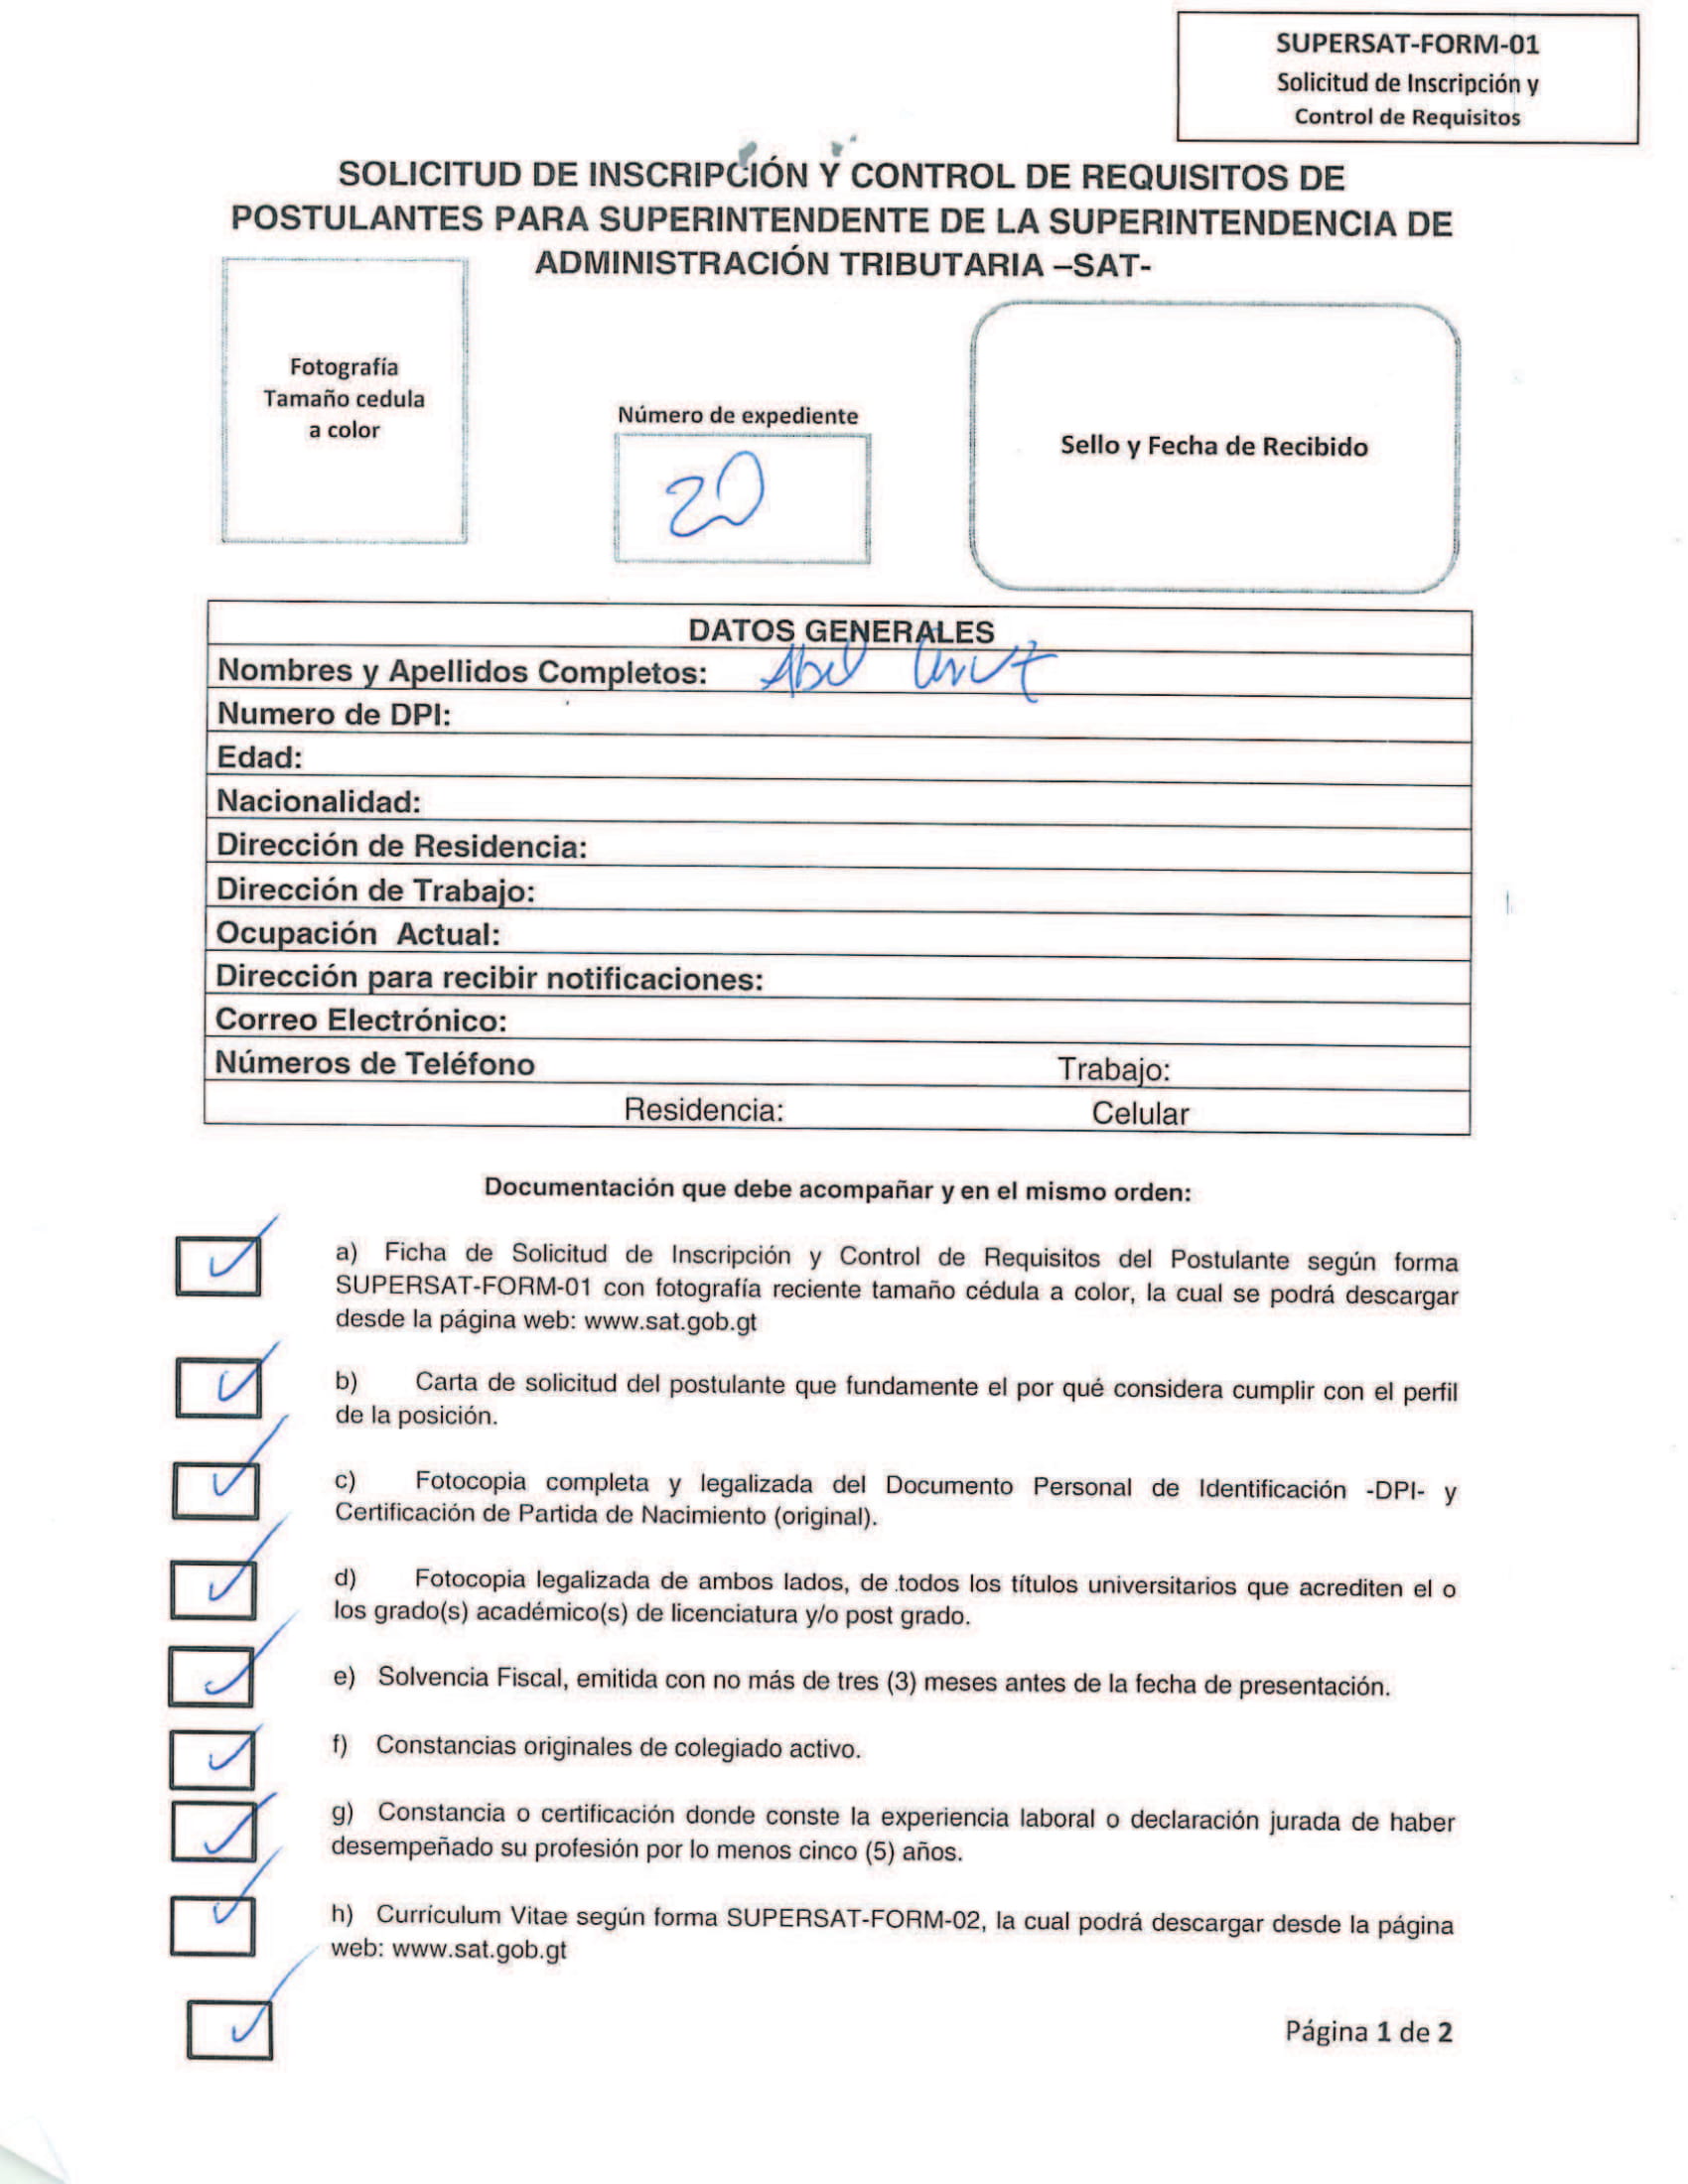 SUPERSAT-FORM-01
Solicitud de Inscripción y
Control de Requisitos
SOLICITUD DE INSCRIPCIÓN Y CONTROL DE REQUISITOS DE
POSTULANTES PARA SUPERINTENDENTE DE LA SUPERINTENDENCIA DE
ADMINISTRACIÓN TRIBUTARIA –SAT-
Fotografía
Tamaño cedula
a color
Número de expediente
20
Sello y Fecha de Recibido
DATOS GENERALES
Nombres y Apellidos Completos: Abel
Numero de DPI:
Edad:
Nacionalidad:
Dirección de Residencia:
Dirección de Trabajo:
Ocupación Actual:
Dirección para recibir notificaciones:
Correo Electrónico:
Números de Teléfono Trabajo:
Residencia: Celular
Documentación que debe acompañar y en el mismo orden:
a) Ficha de Solicitud de Inscripción y Control de Requisitos del Postulante según forma
SUPERSAT-FORM-01 con fotografía reciente tamaño cédula a color, la cual se podrá descargar
desde la página web: www.sat.gob.gt
b) Carta de solicitud del postulante que fundamente el por qué considera cumplir con el perfil
de la posición.
c) Fotocopia completa y legalizada del Documento Personal de Identificación -DPI- y
Certificación de Partida de Nacimiento (original).
d) Fotocopia legalizada de ambos lados, de todos los títulos universitarios que acrediten el o
los grado(s) académico(s) de licenciatura y/o post grado.
e) Solvencia Fiscal, emitida con no más de tres (3) meses antes de la fecha de presentación.
f) Constancias originales de colegiado activo.
g) Constancia o certificación donde conste la experiencia laboral o declaración jurada de haber
desempeñado su profesión por lo menos cinco (5) años.
h) Currículum Vitae según forma SUPERSAT-FORM-02, la cual podrá descargar desde la página
web: www.sat.gob.gt
Página 1 de 2